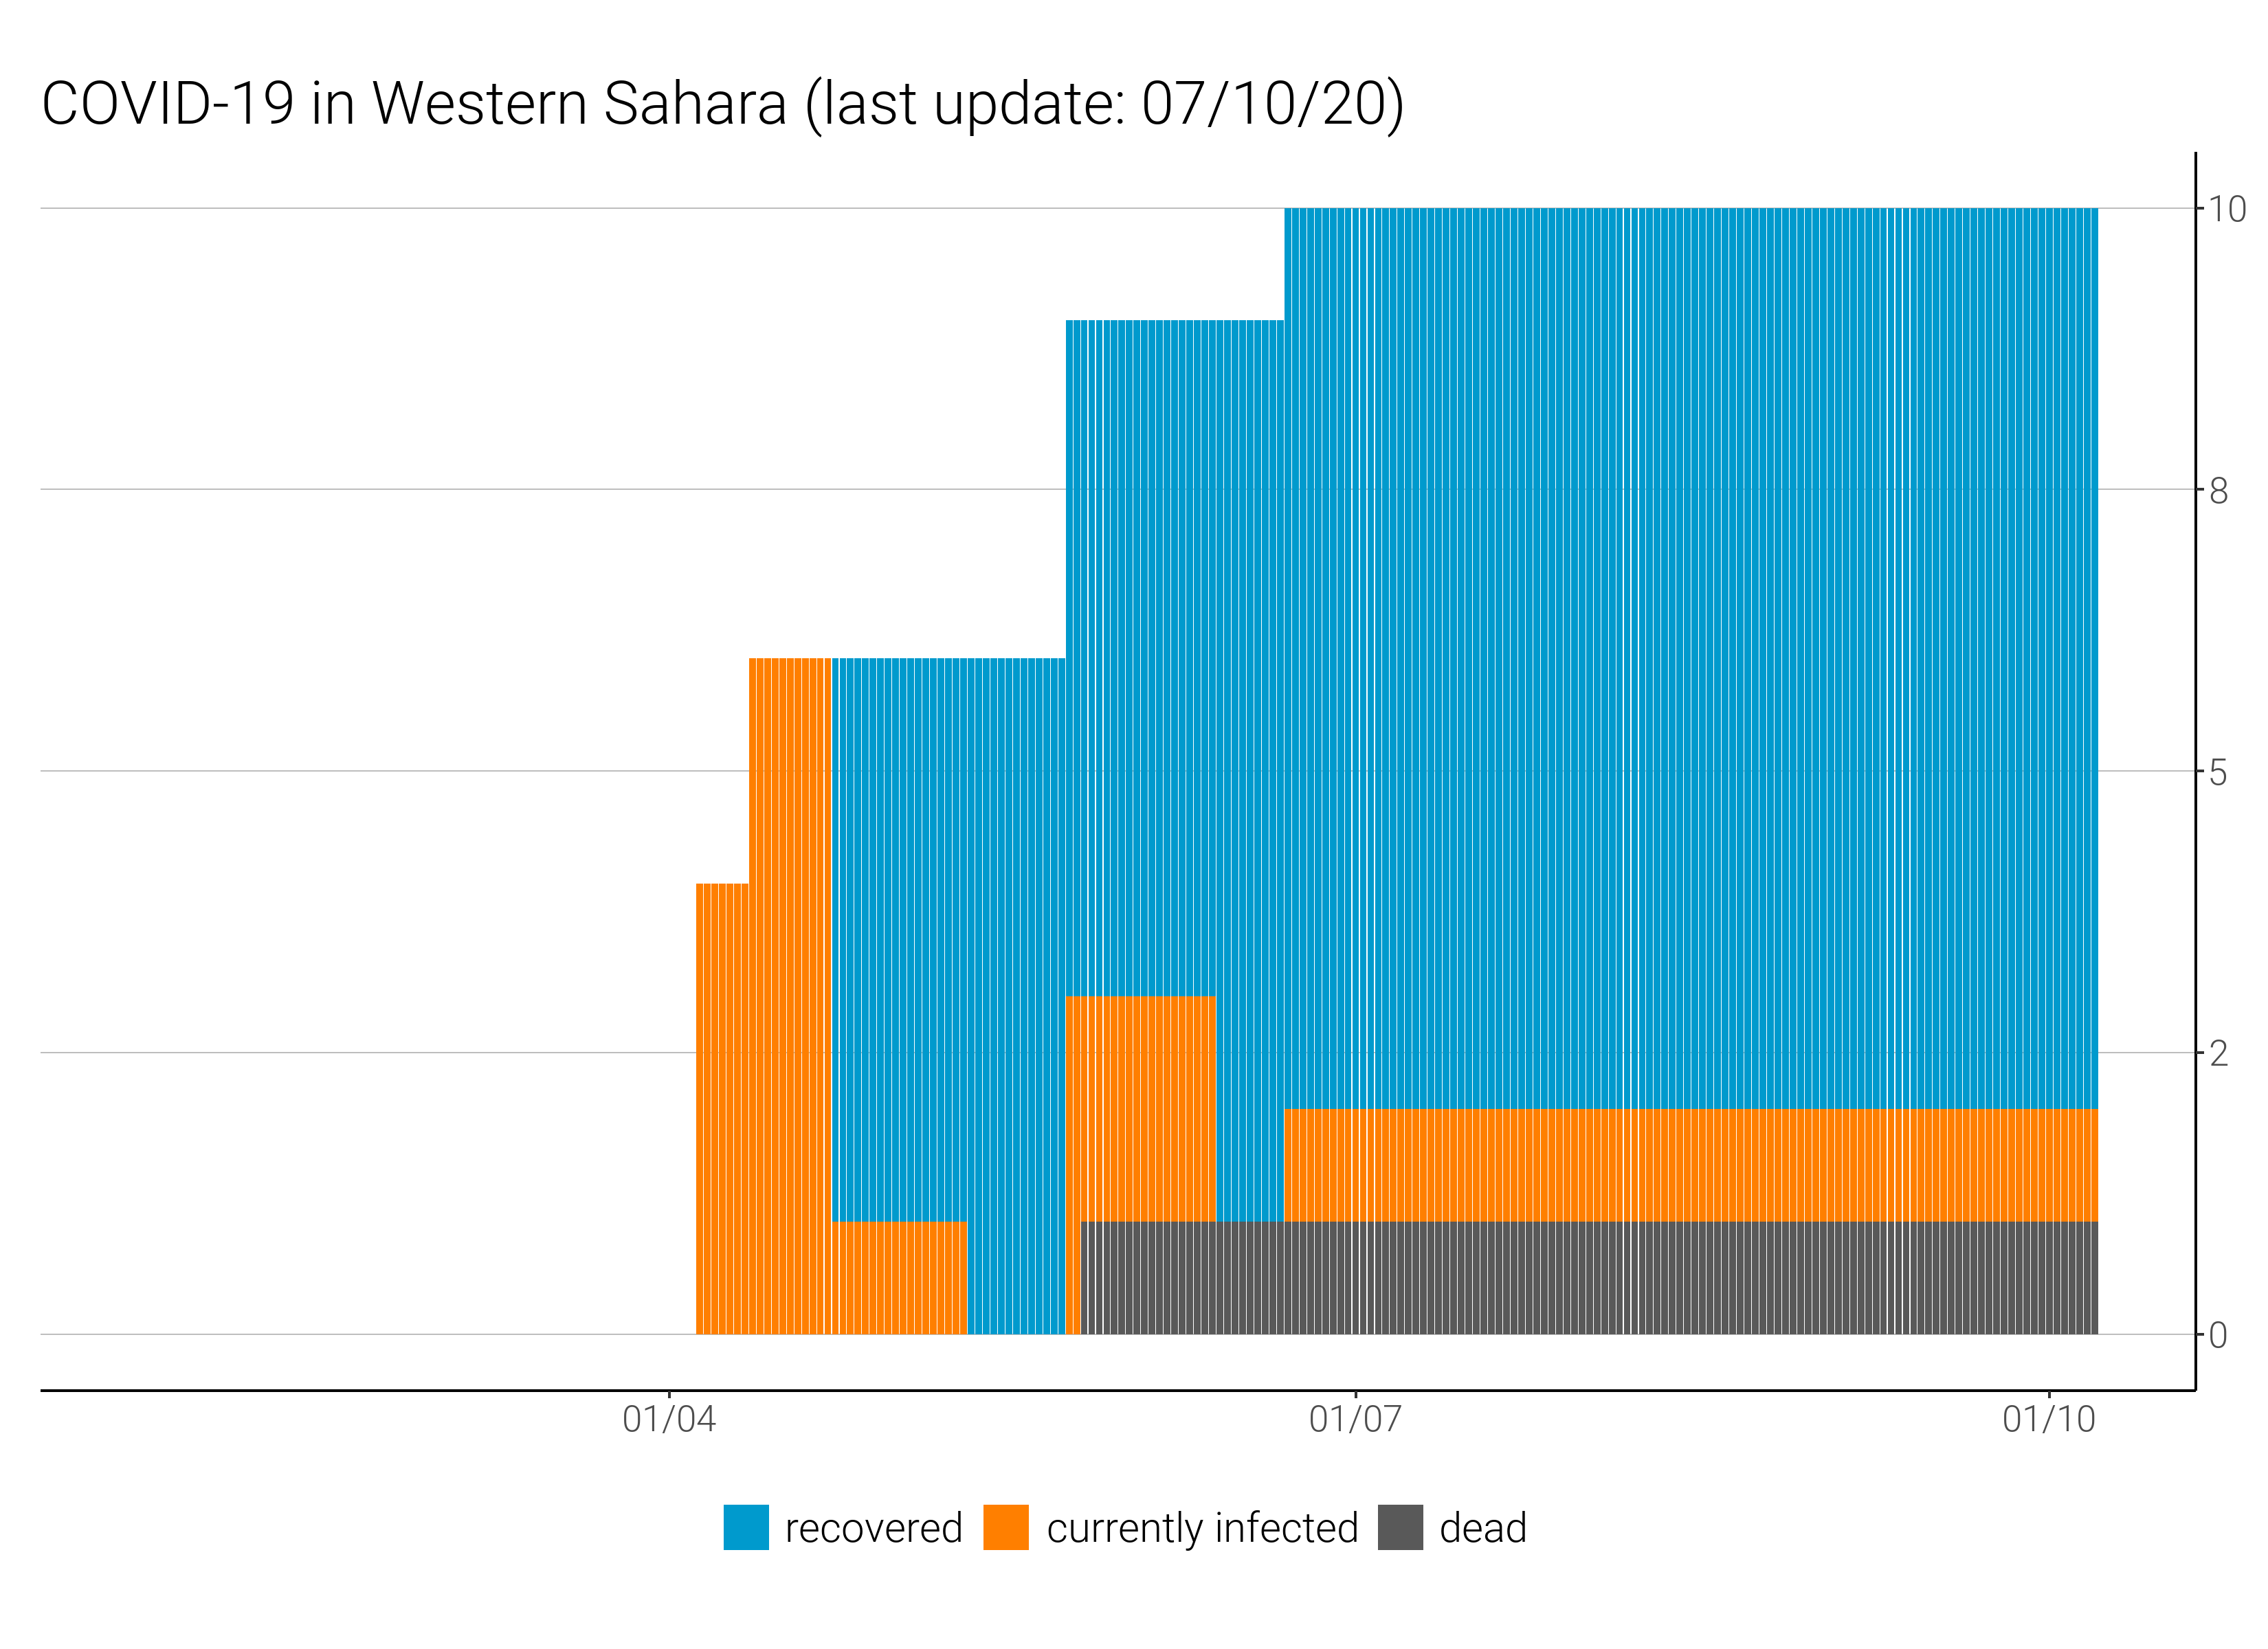 COVID-19 in Western Sahara (last update: 07/10/20)
10
8
5
2
0
01/04 01/07 01/10
recovered currently infected dead